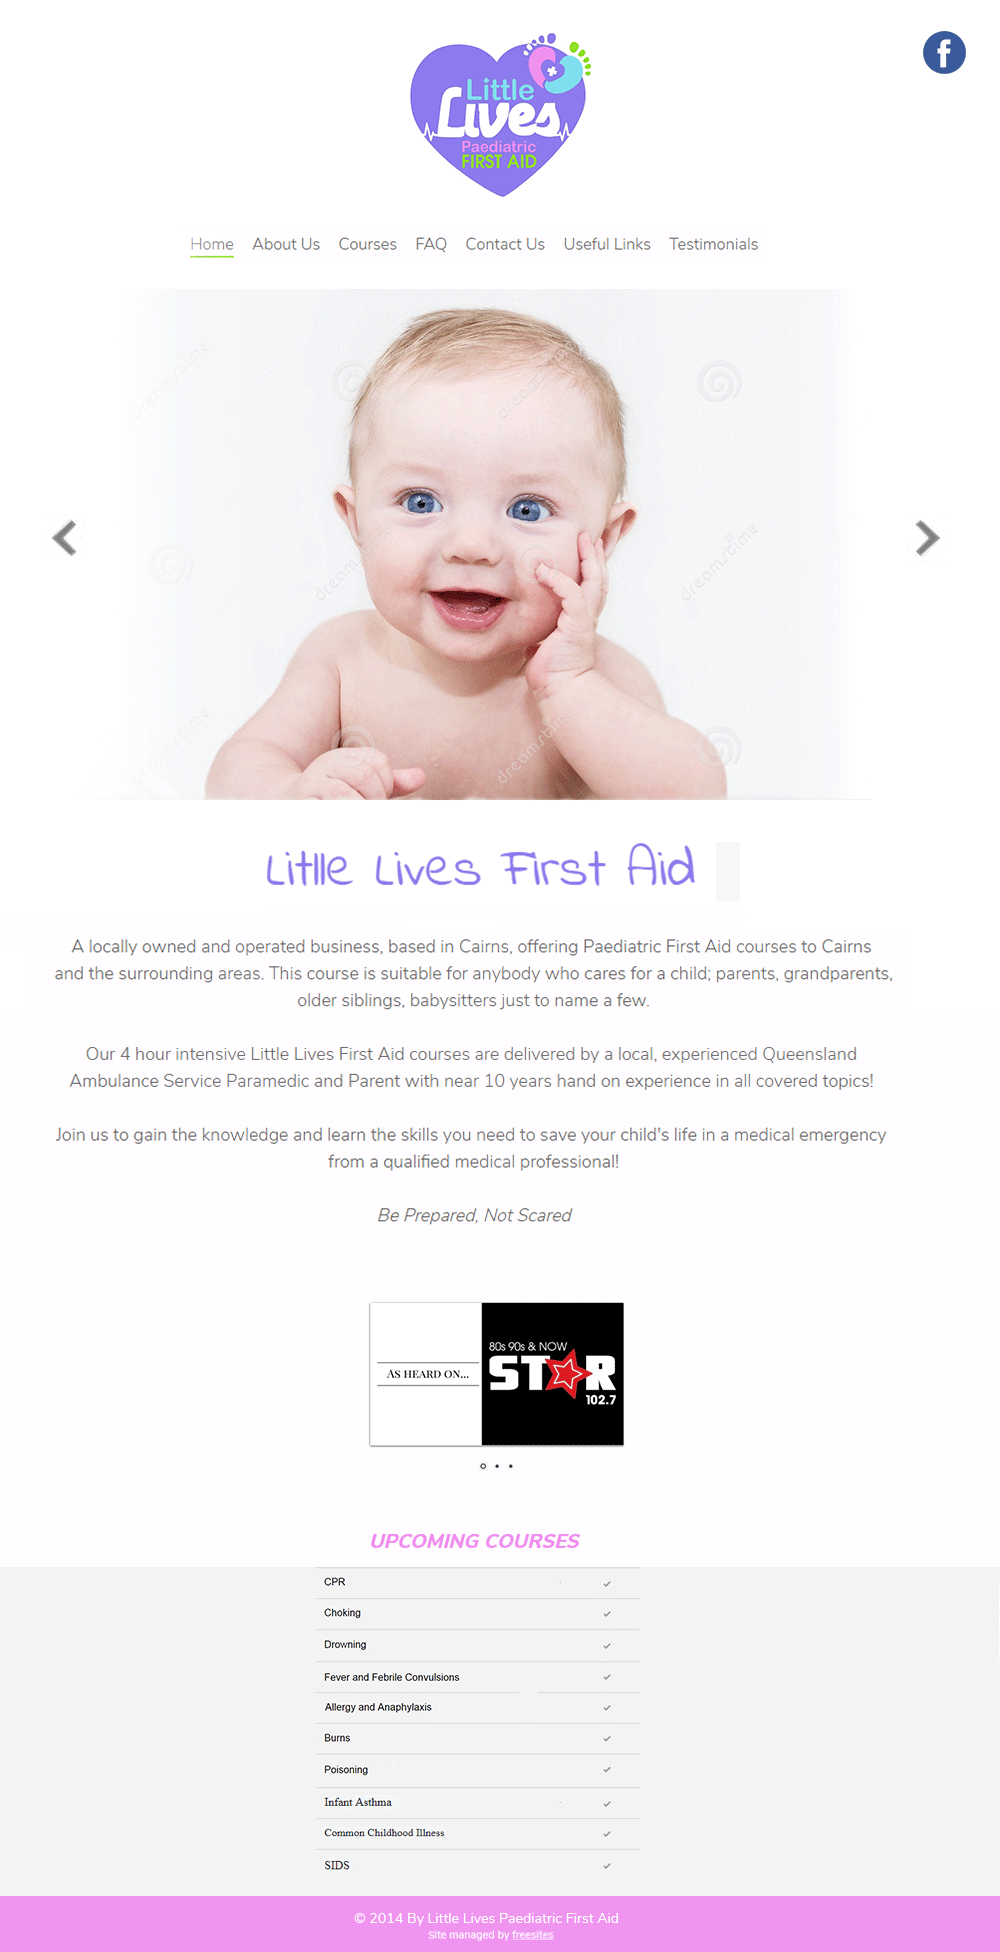 Little
Lives
Paediatric
FIRST AID
f
Home About Us Courses FAQ Contact Us Useful Links Testimonials
dreamstime
dreamstime
dreamstime
dreamstime
dreamstime
dreamstime
Litlle Lives First Aid
A locally owned and operated business, based in Cairns, offering Paediatric First Aid courses to Cairns
and the surrounding areas. This course is suitable for anybody who cares for a child; parents, grandparents,
older siblings, babysitters just to name a few.
Our 4 hour intensive Little Lives First Aid courses are delivered by a local, experienced Queensland
Ambulance Service Paramedic and Parent with near 10 years hand on experience in all covered topics!
Join us to gain the knowledge and learn the skills you need to save your child's life in a medical emergency
from a qualified medical professional!
Be Prepared, Not Scared
AS HEARD ON...
80s 90s & NOW
STAR
102.7
UPCOMING COURSES
CPR
Choking
Drowning
Fever and Febrile Convulsions
Allergy and Anaphylaxis
Burns
Poisoning
Infant Asthma
Common Childhood Illness
SIDS
© 2014 By Little Lives Paediatric First Aid
Site managed by freesites